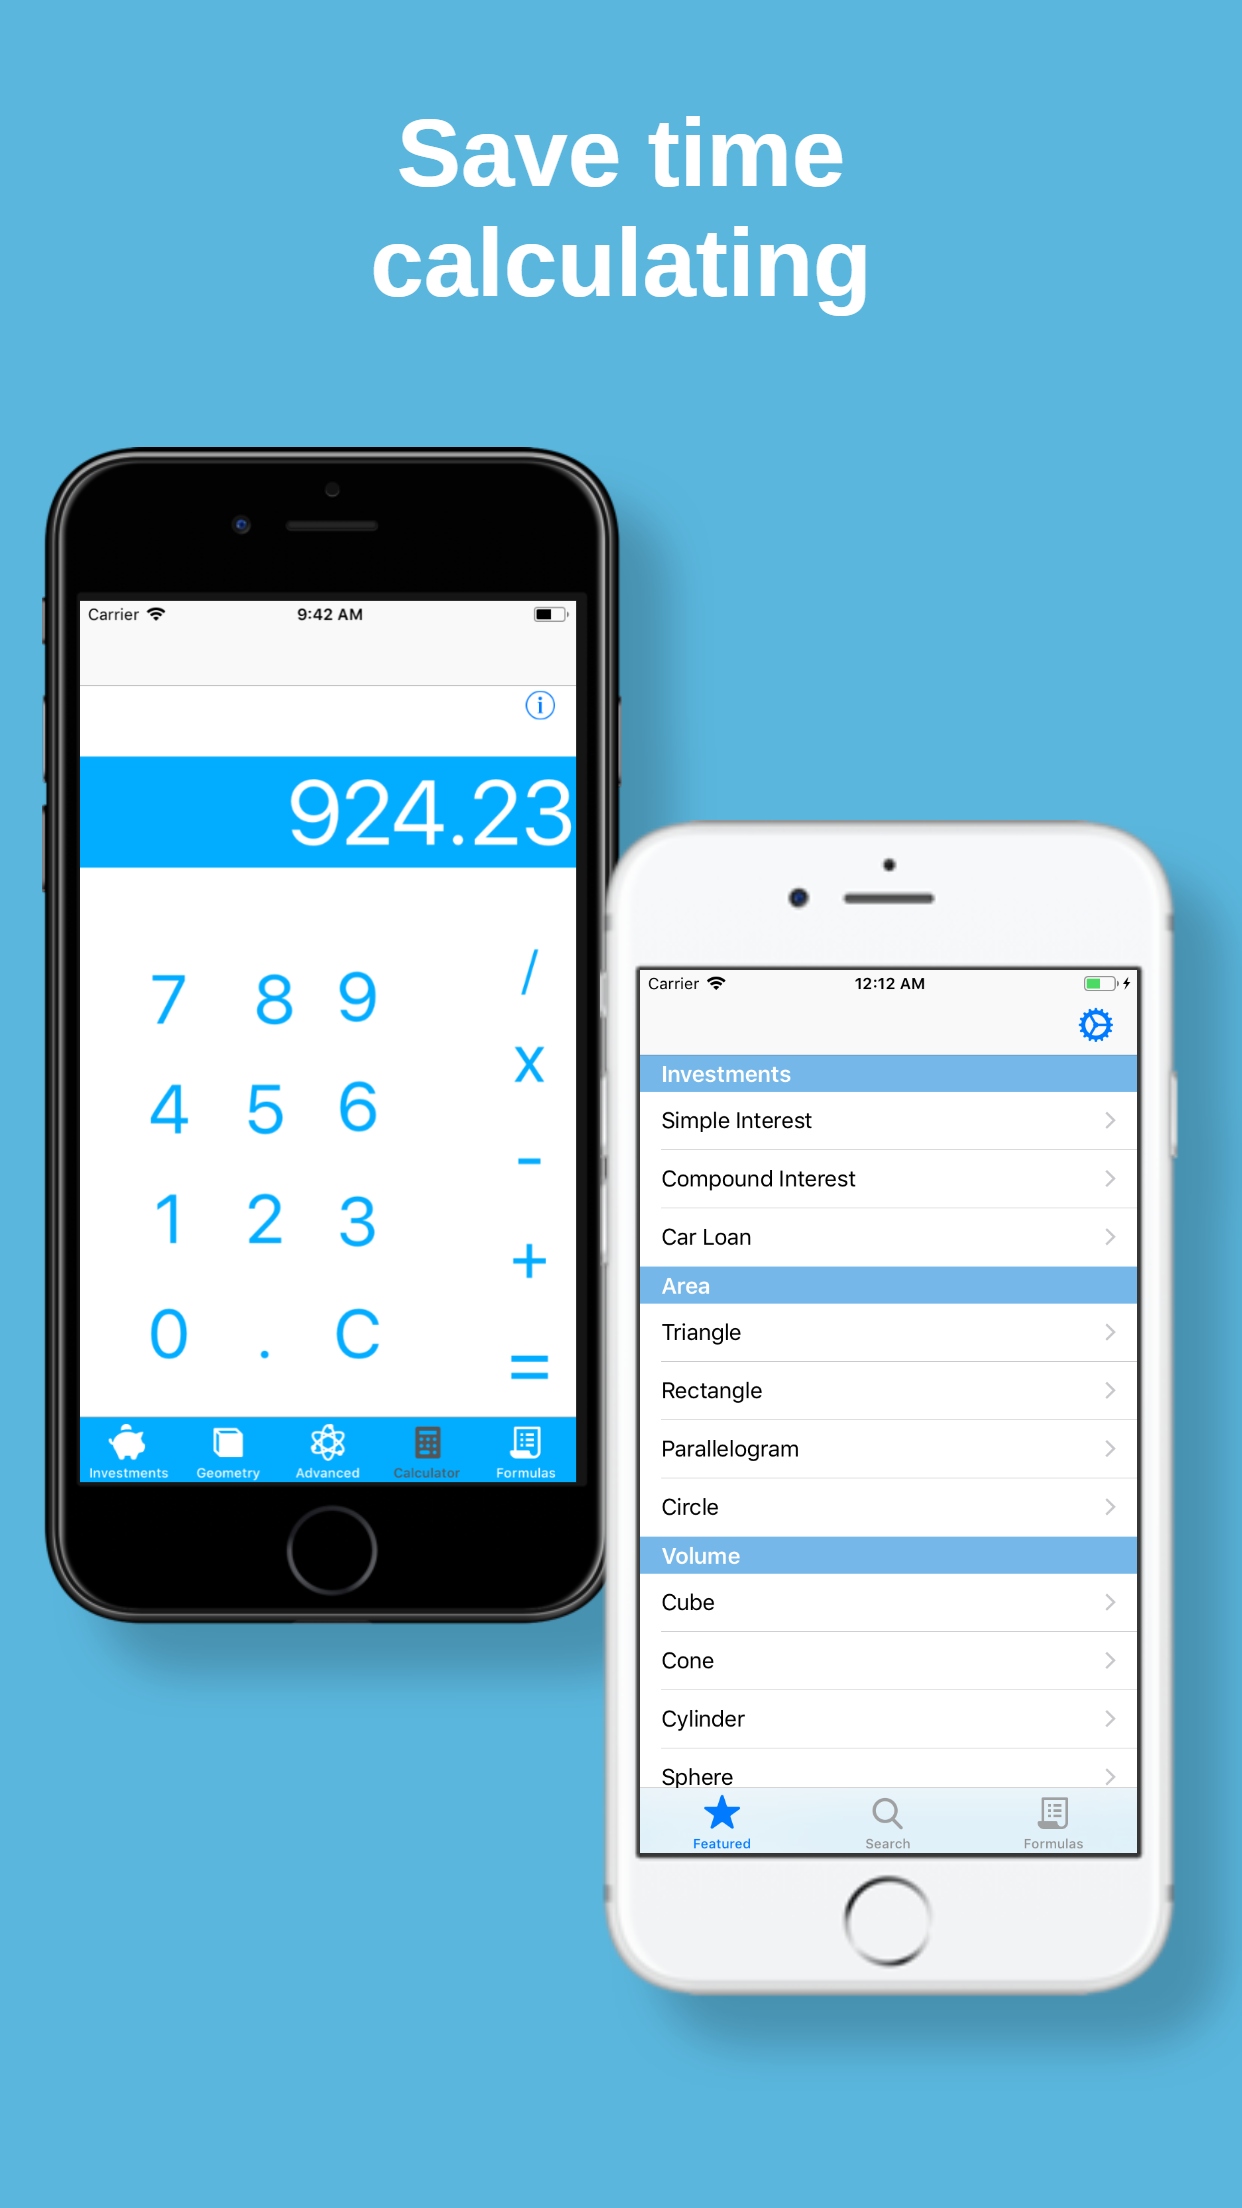 Save time
calculating
Carrier 9:42 AM
i
924.23
7 8 9 /
x
4 5 6
-
1 2 3
+
0 . C
=
Investments Geometry Advanced Calculator Formulas
Carrier 12:12 AM
Investments
Simple Interest
Compound Interest
Car Loan
Area
Triangle
Rectangle
Parallelogram
Circle
Volume
Cube
Cone
Cylinder
Sphere
Featured Search Formulas